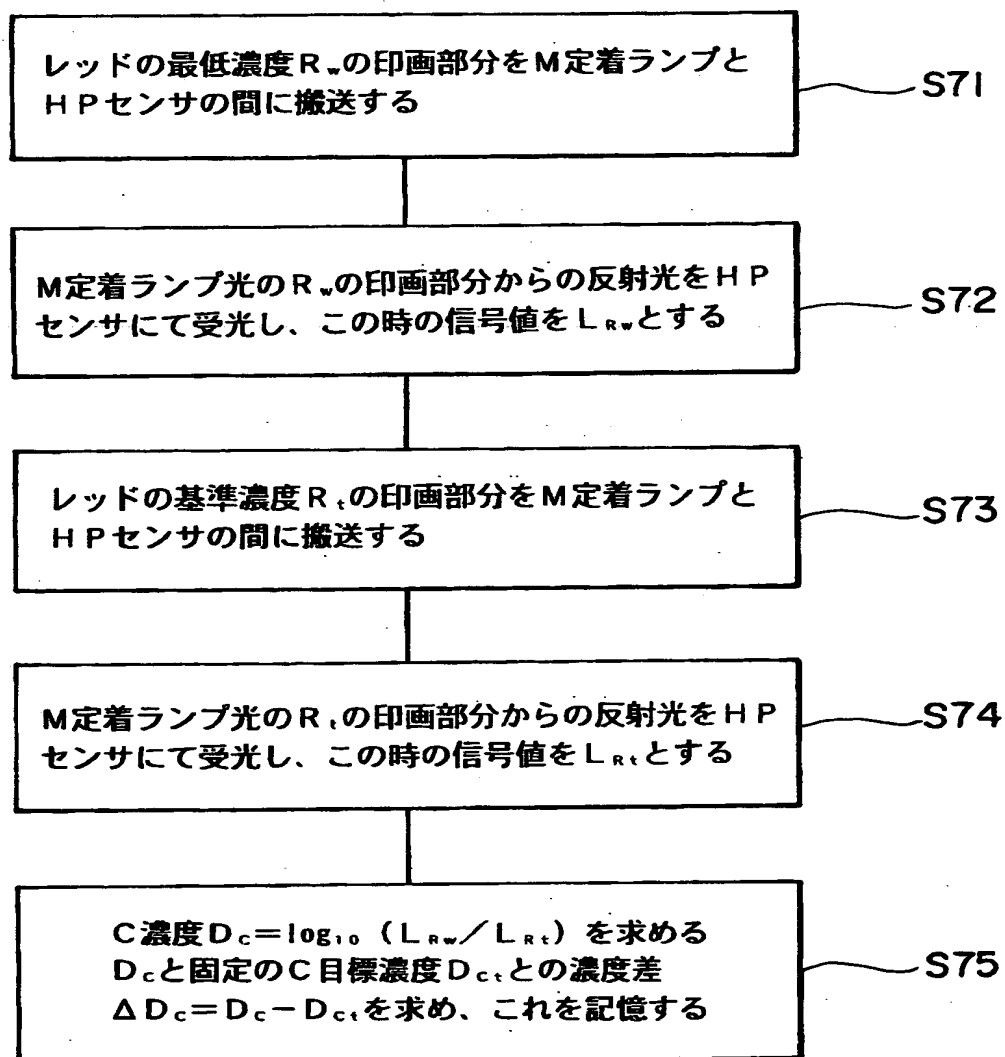 レッドの最低濃度Rwの印画部分をM定着ランプと
HPセンサの間に搬送する
S71
M定着ランプ光のRwの印画部分からの反射光をHP
センサにて受光し、この時の信号値をLRwとする
S72
レッドの基準濃度Rtの印画部分をM定着ランプと
HPセンサの間に搬送する
S73
M定着ランプ光のRtの印画部分からの反射光をHP
センサにて受光し、この時の信号値をLRtとする
S74
C濃度Dc=log10(LRw/LRt)を求める
Dcと固定のC目標濃度Dctとの濃度差
ΔDc=Dc-Dctを求め、これを記憶する
S75